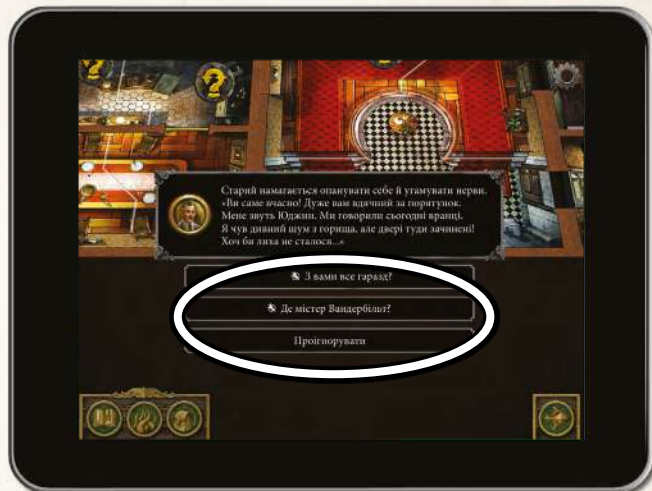 Старий намагається опанувати себе й угамувати нерви.
«Ви саме вчасно! Дуже вам вдячний за порятунок.
Мене звуть Юджин. Ми говорили сьогодні вранці.
Я чув дивний шум з горища, але двері туди зачинені!
Хоч би лиха не сталося...»
З вами все гаразд?
Де містер Вандербільт?
Проігнорувати